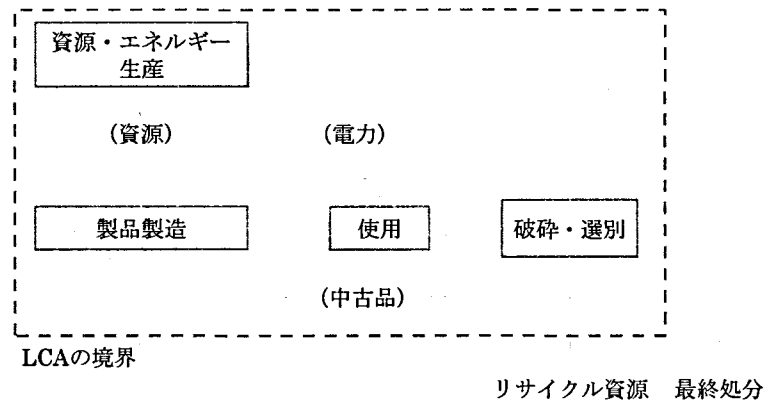 資源・エネルギー
生産
(資源)
(電力)
製品製造
使用
破砕・選別
(中古品)
LCAの境界
リサイクル資源 最終処分